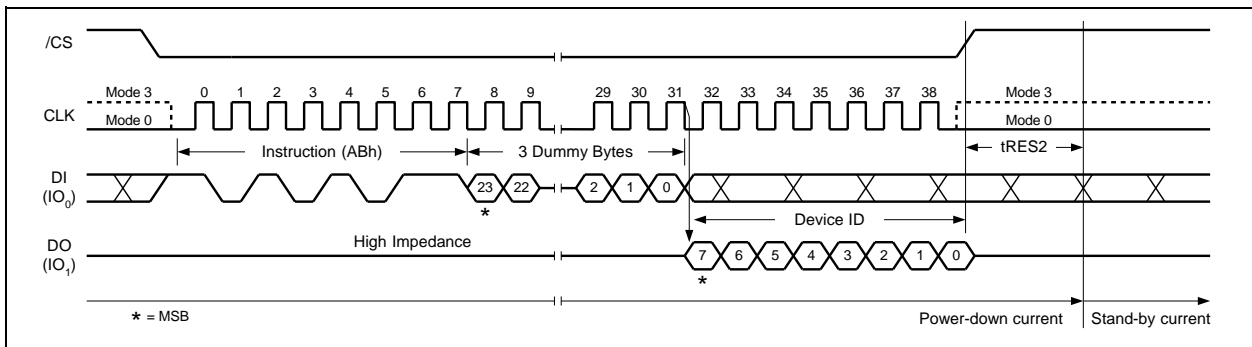 /CS
Mode 3 0 1 2 3 4 5 6 7 8 9 29 30 31 32 33 34 35 36 37 38 Mode 3
CLK
Mode 0 Mode 0
Instruction (ABh) 3 Dummy Bytes tRES2
DI
(IO0)
23 22 2 1 0
*
Device ID
High Impedance
DO
(IO1)
7 6 5 4 3 2 1 0
*
* = MSB
Power-down current Stand-by current